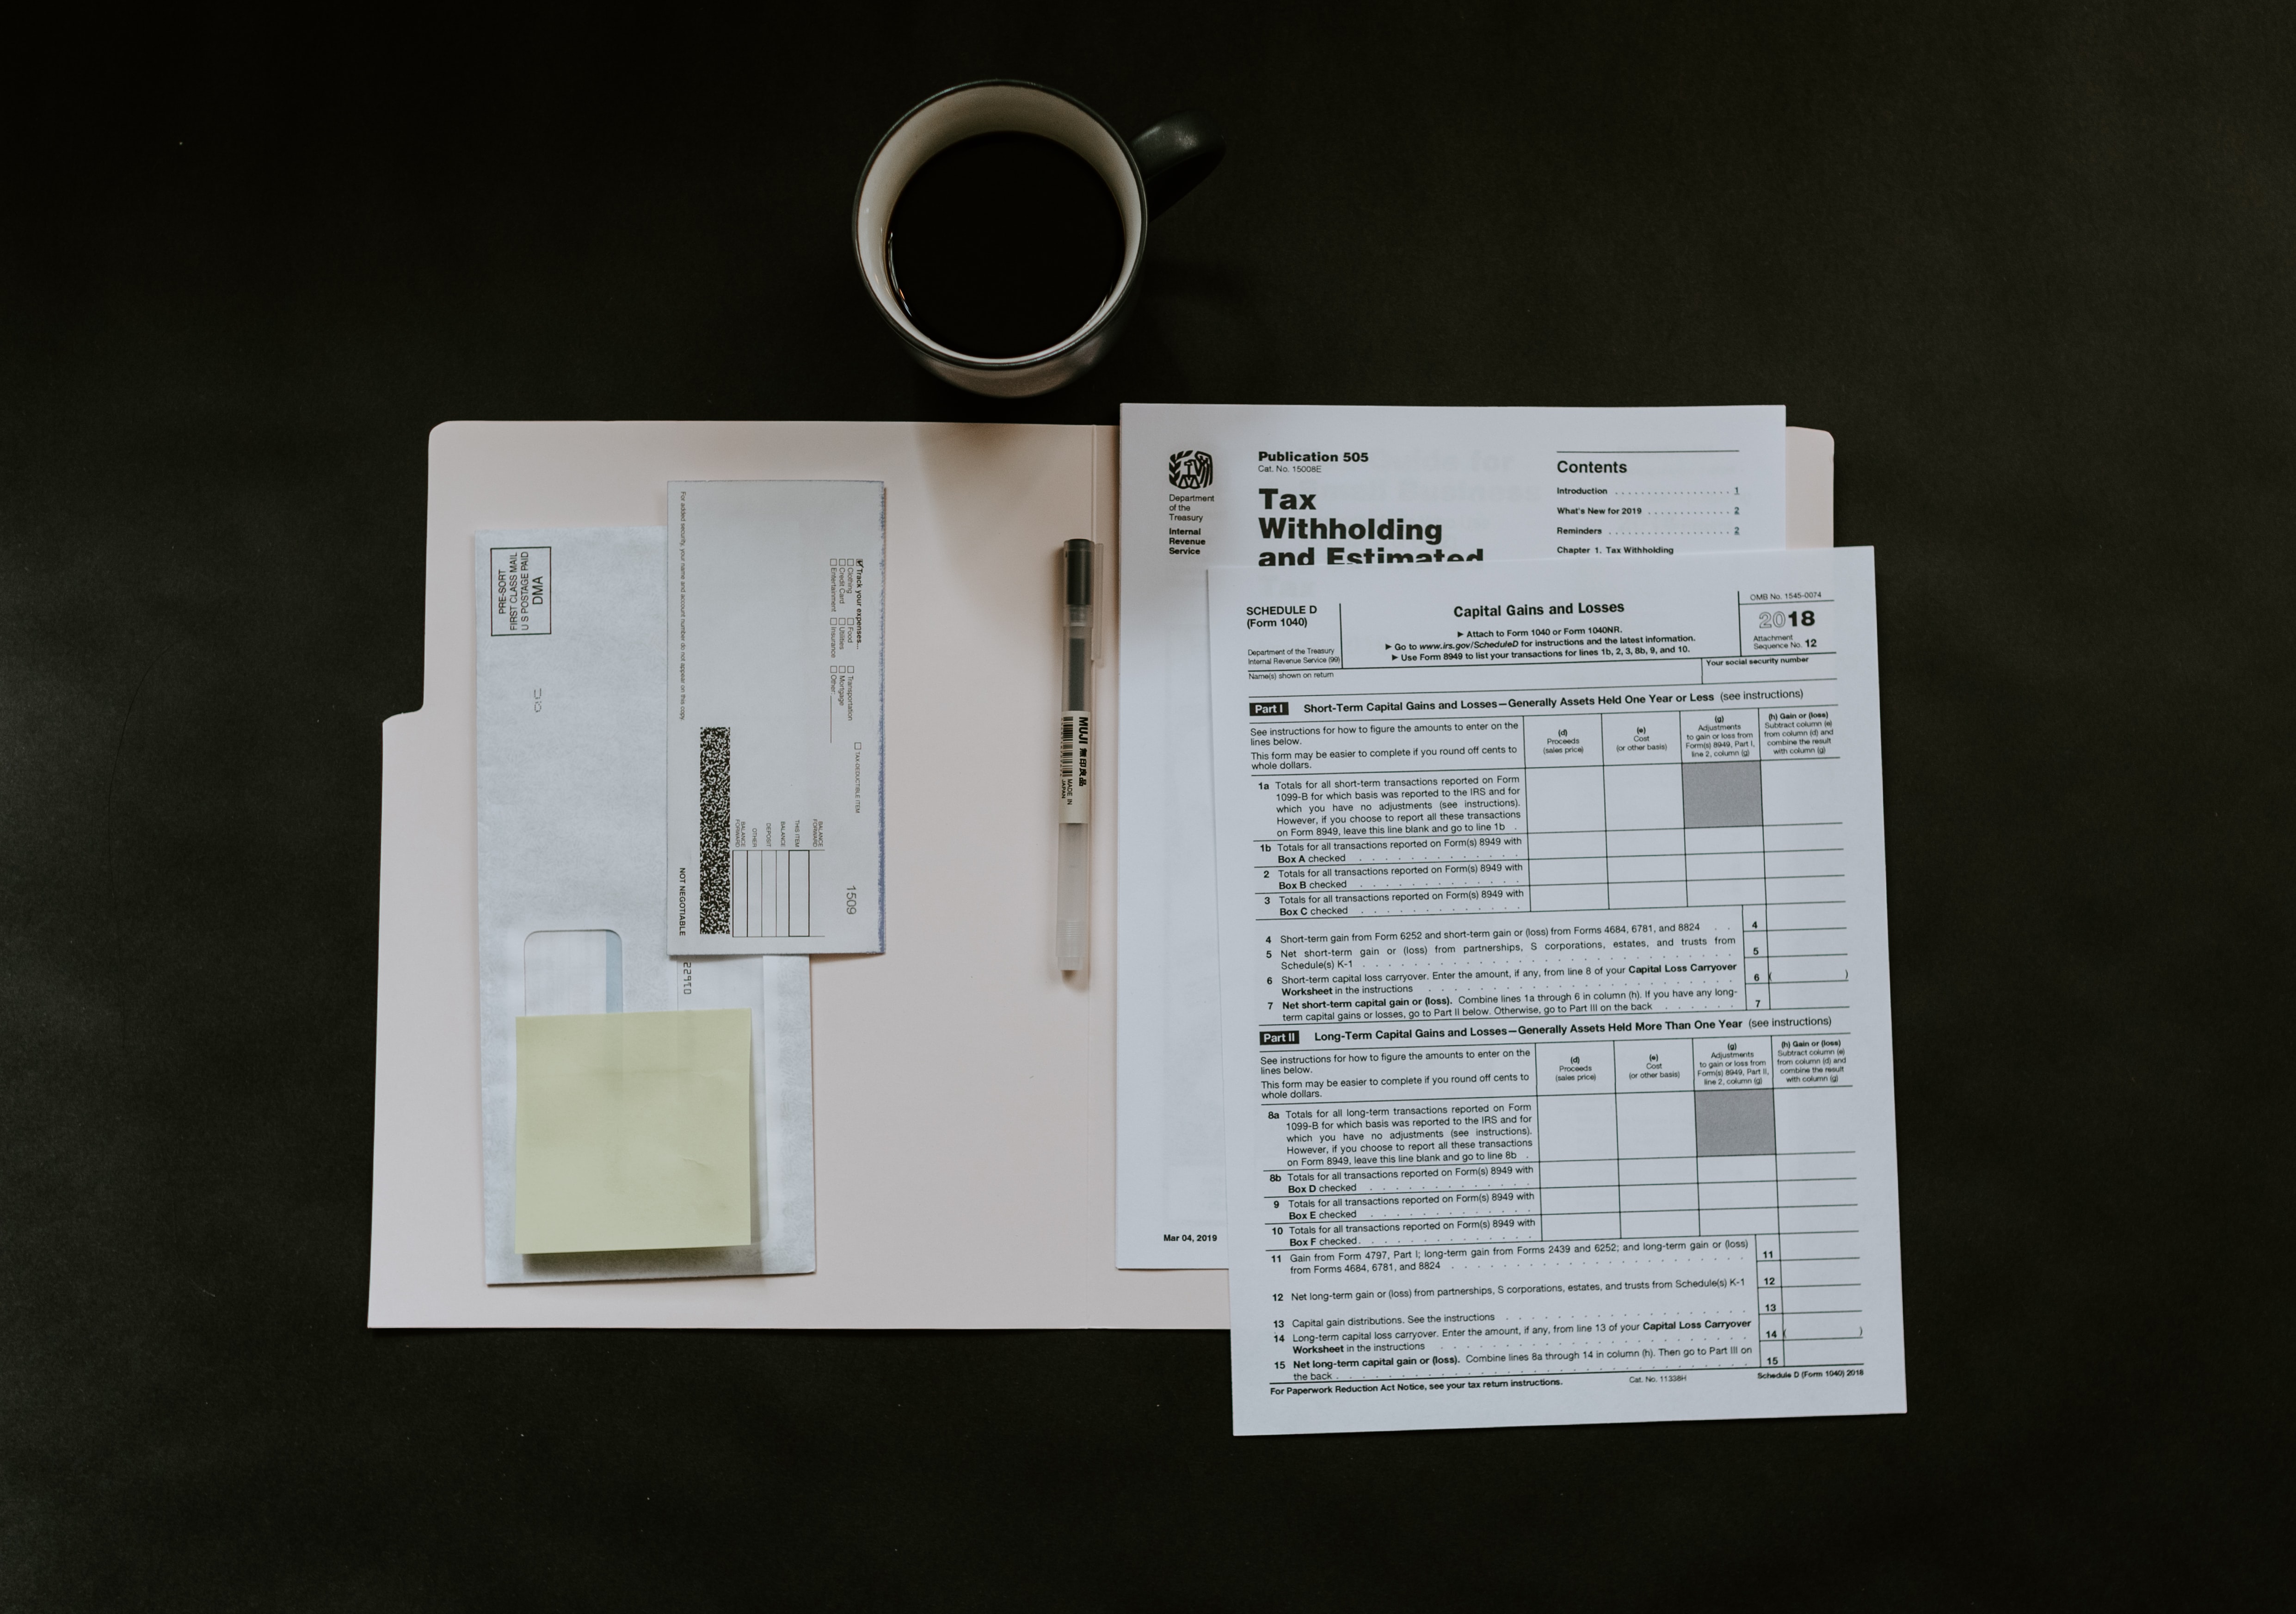 PRE-SORT
FIRST CLASS MAIL
U S POSTAGE PAID
DMA
For added security, your name and account number do not appear on this copy.
Track your expenses...
Clothing Food Transportation
Credit Card Utilities Mortgage
Entertainment Insurance Other:
TAX-DEDUCTIBLE ITEM
1509
BALANCE
FORWARD
THIS ITEM
BALANCE
DEPOSIT
OTHER
BALANCE
FORWARD
NOT NEGOTIABLE
MUJI 無印良品
MADE IN
JAPAN
Department
of the
Treasury
Internal
Revenue
Service
Publication 505
Cat. No. 15008E
Tax
Withholding
and Estimated
Contents
Introduction . . . . . . . . . . . . . . . . . . 1
What's New for 2019 . . . . . . . . . . . . . 2
Reminders . . . . . . . . . . . . . . . . . . . 2
Chapter 1. Tax Withholding
Mar 04, 2019
SCHEDULE D
(Form 1040)
Department of the Treasury
Internal Revenue Service (99)
Capital Gains and Losses
► Attach to Form 1040 or Form 1040NR.
► Go to www.irs.gov/ScheduleD for instructions and the latest information.
► Use Form 8949 to list your transactions for lines 1b, 2, 3, 8b, 9, and 10.
OMB No. 1545-0074
2018
Attachment
Sequence No. 12
Name(s) shown on return
Your social security number
Part I Short-Term Capital Gains and Losses—Generally Assets Held One Year or Less (see instructions)
See instructions for how to figure the amounts to enter on the
lines below.
This form may be easier to complete if you round off cents to
whole dollars.
(d)
Proceeds
(sales price)
(e)
Cost
(or other basis)
(g)
Adjustments
to gain or loss from
Form(s) 8949, Part I,
line 2, column (g)
(h) Gain or (loss)
Subtract column (e)
from column (d) and
combine the result
with column (g)
1a Totals for all short-term transactions reported on Form
1099-B for which basis was reported to the IRS and for
which you have no adjustments (see instructions).
However, if you choose to report all these transactions
on Form 8949, leave this line blank and go to line 1b .
1b Totals for all transactions reported on Form(s) 8949 with
Box A checked . . . . . . . . . . . . .
2 Totals for all transactions reported on Form(s) 8949 with
Box B checked . . . . . . . . . . . . .
3 Totals for all transactions reported on Form(s) 8949 with
Box C checked . . . . . . . . . . . . .
4 Short-term gain from Form 6252 and short-term gain or (loss) from Forms 4684, 6781, and 8824 . . 4
5 Net short-term gain or (loss) from partnerships, S corporations, estates, and trusts from
Schedule(s) K-1 . . . . . . . . . . . . . . . . . . . . . . . . . . . . 5
6 Short-term capital loss carryover. Enter the amount, if any, from line 8 of your Capital Loss Carryover
Worksheet in the instructions . . . . . . . . . . . . . . . . . . . . . . . 6 ( )
7 Net short-term capital gain or (loss). Combine lines 1a through 6 in column (h). If you have any long-
term capital gains or losses, go to Part II below. Otherwise, go to Part III on the back . . . . . . 7
Part II Long-Term Capital Gains and Losses—Generally Assets Held More Than One Year (see instructions)
See instructions for how to figure the amounts to enter on the
lines below.
This form may be easier to complete if you round off cents to
whole dollars.
(d)
Proceeds
(sales price)
(e)
Cost
(or other basis)
(g)
Adjustments
to gain or loss from
Form(s) 8949, Part II,
line 2, column (g)
(h) Gain or (loss)
Subtract column (e)
from column (d) and
combine the result
with column (g)
8a Totals for all long-term transactions reported on Form
1099-B for which basis was reported to the IRS and for
which you have no adjustments (see instructions).
However, if you choose to report all these transactions
on Form 8949, leave this line blank and go to line 8b .
8b Totals for all transactions reported on Form(s) 8949 with
Box D checked . . . . . . . . . . . . .
9 Totals for all transactions reported on Form(s) 8949 with
Box E checked . . . . . . . . . . . . .
10 Totals for all transactions reported on Form(s) 8949 with
Box F checked. . . . . . . . . . . . . .
11 Gain from Form 4797, Part I; long-term gain from Forms 2439 and 6252; and long-term gain or (loss)
from Forms 4684, 6781, and 8824 . . . . . . . . . . . . . . . . . . . . . 11
12 Net long-term gain or (loss) from partnerships, S corporations, estates, and trusts from Schedule(s) K-1 12
13 Capital gain distributions. See the instructions . . . . . . . . . . . . . . . . . 13
14 Long-term capital loss carryover. Enter the amount, if any, from line 13 of your Capital Loss Carryover
Worksheet in the instructions . . . . . . . . . . . . . . . . . . . . . . . 14 ( )
15 Net long-term capital gain or (loss). Combine lines 8a through 14 in column (h). Then go to Part III on
the back . . . . . . . . . . . . . . . . . . . . . . . . . . . . . . 15
For Paperwork Reduction Act Notice, see your tax return instructions. Cat. No. 11338H Schedule D (Form 1040) 2018